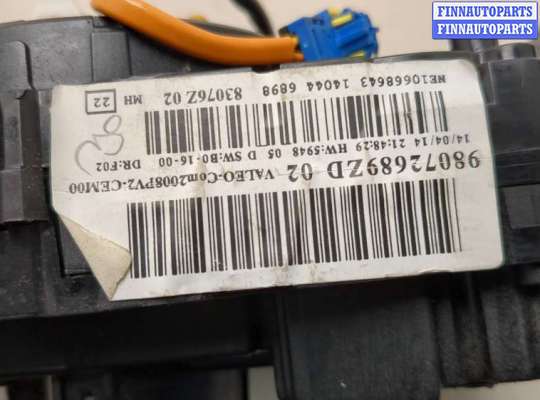 FINNAUTOPARTS
FINNAUTOPARTS
98072689ZD 02 VALEO-Com2008PV2-CEM00
14/04/14 21:48:29 HW:5948 05 D SW:80-16-00 DR:F02
NE10668643 14044 6898 83076Z 02 MH 22